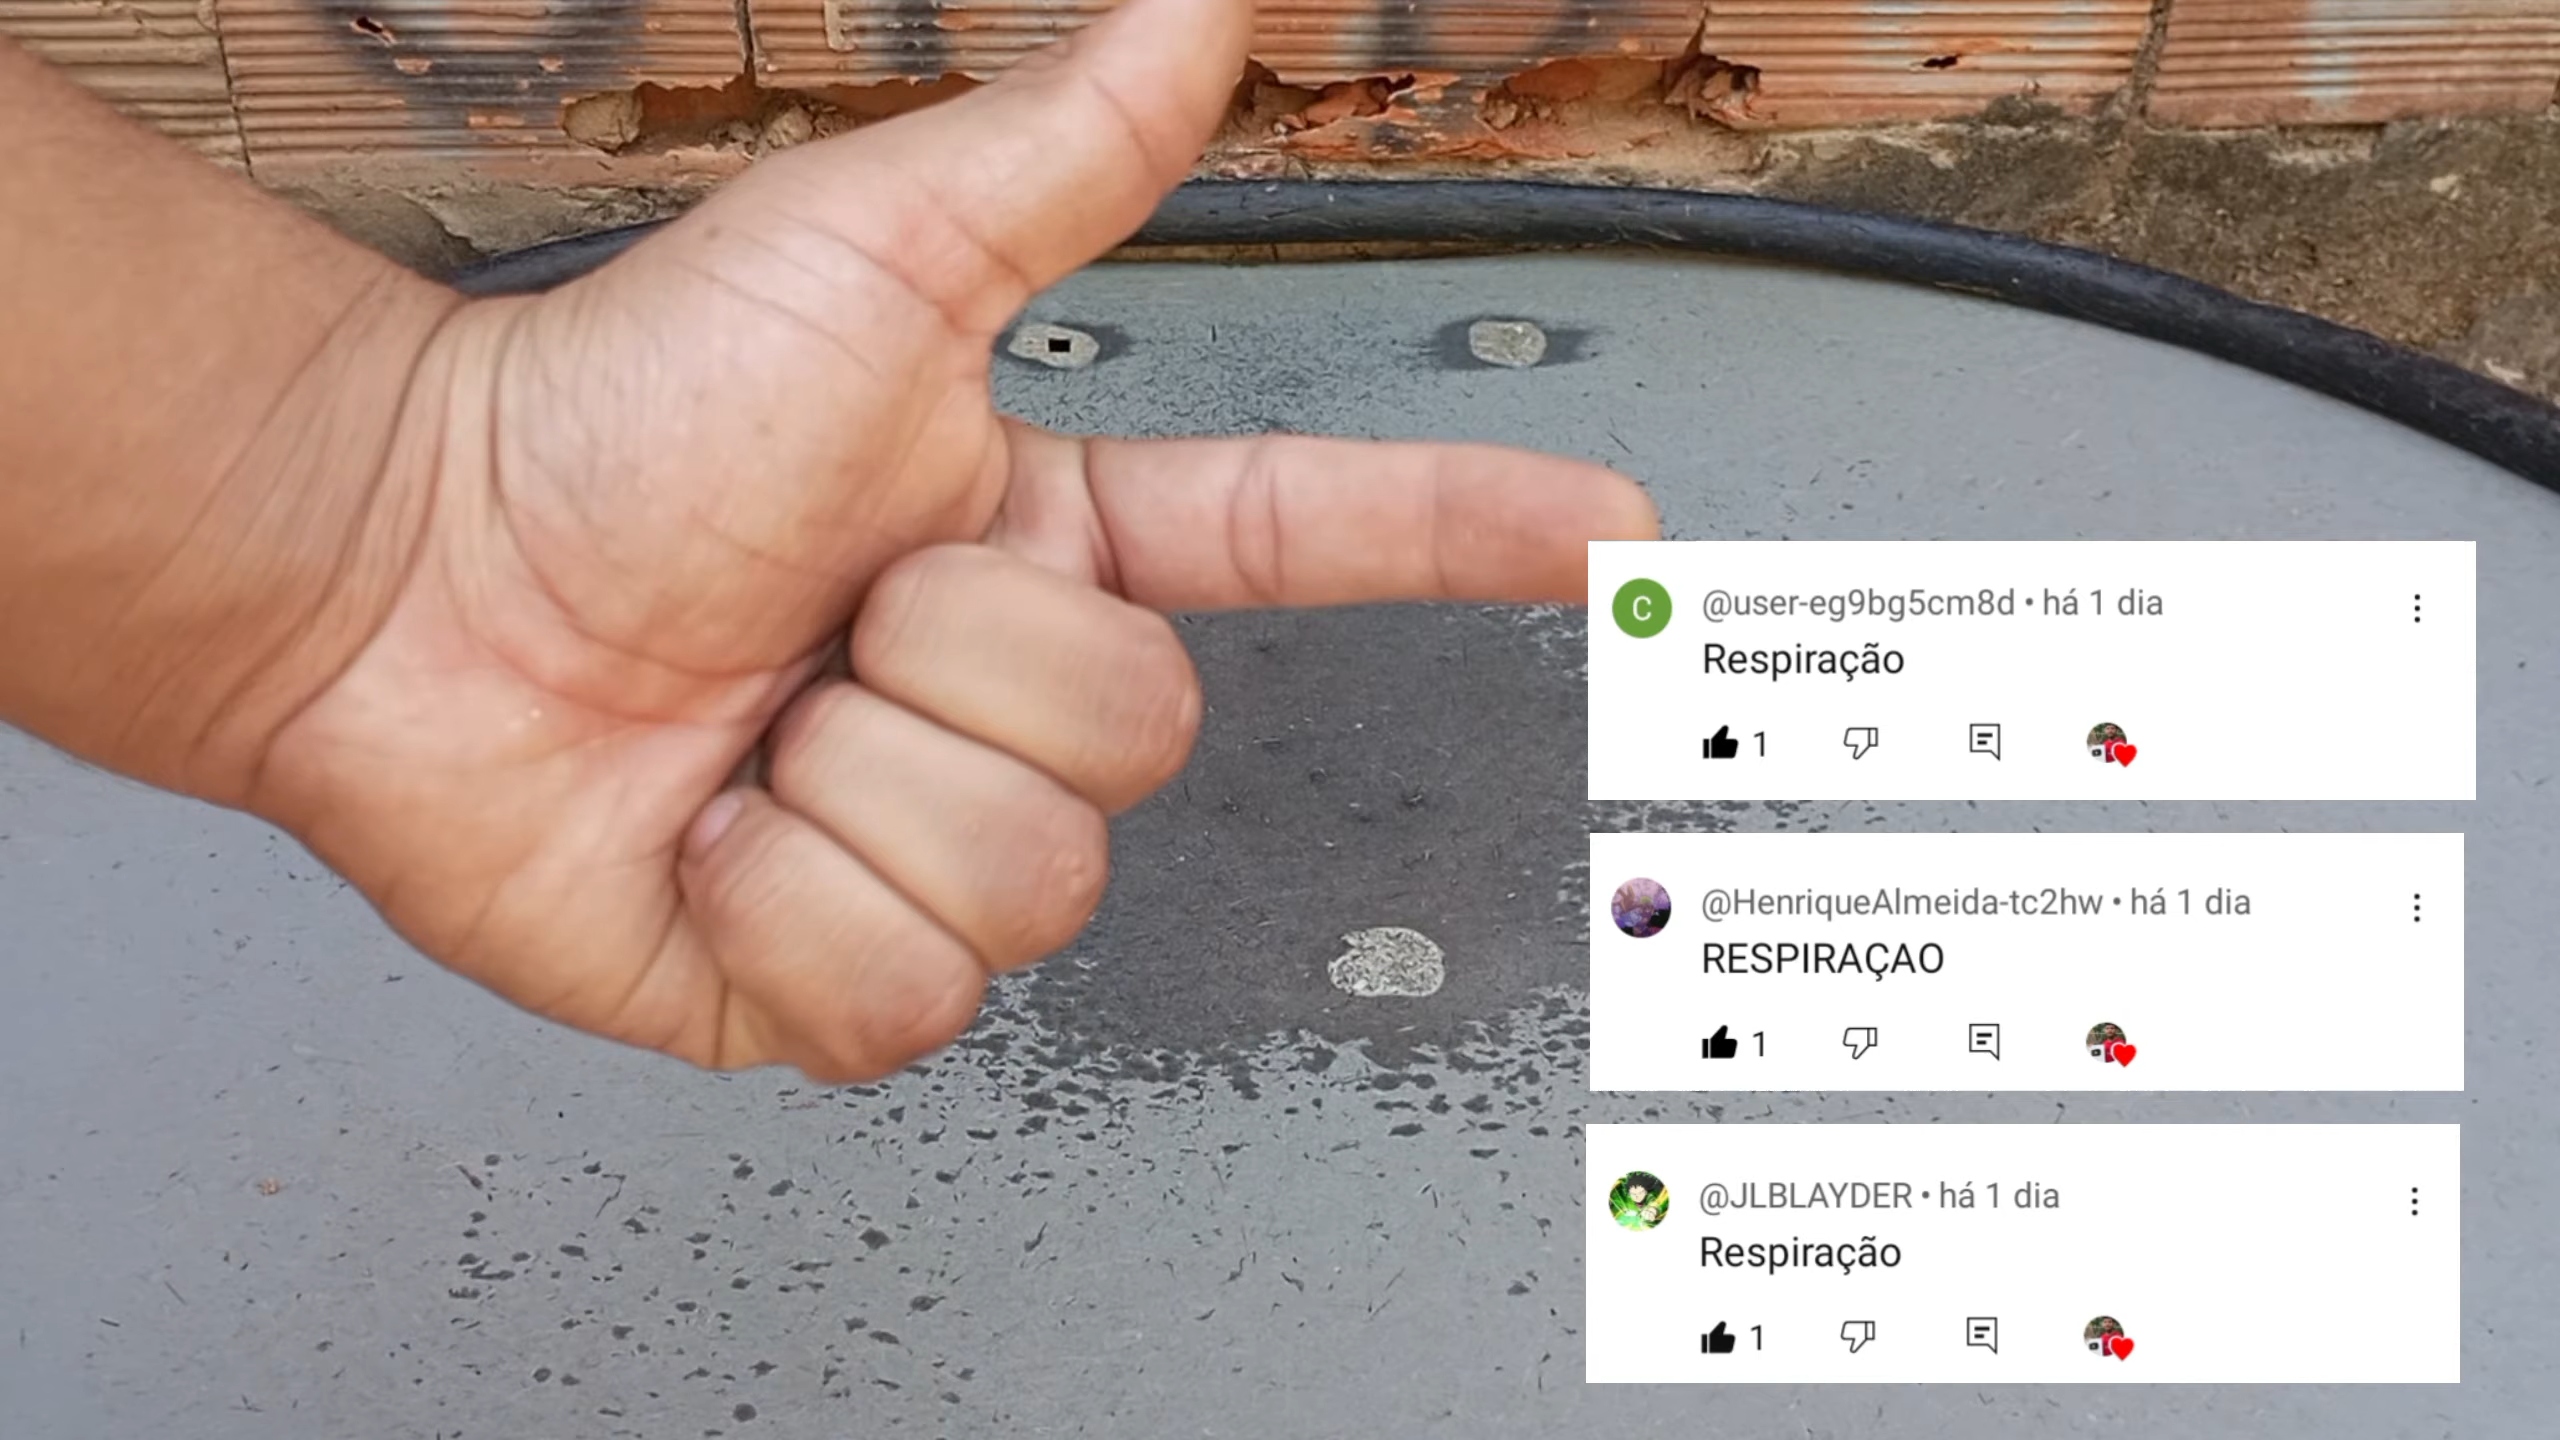 C
@user-eg9bg5cm8d • há 1 dia
Respiração
1
@HenriqueAlmeida-tc2hw • há 1 dia
RESPIRAÇAO
1
@JLBLAYDER • há 1 dia
Respiração
1